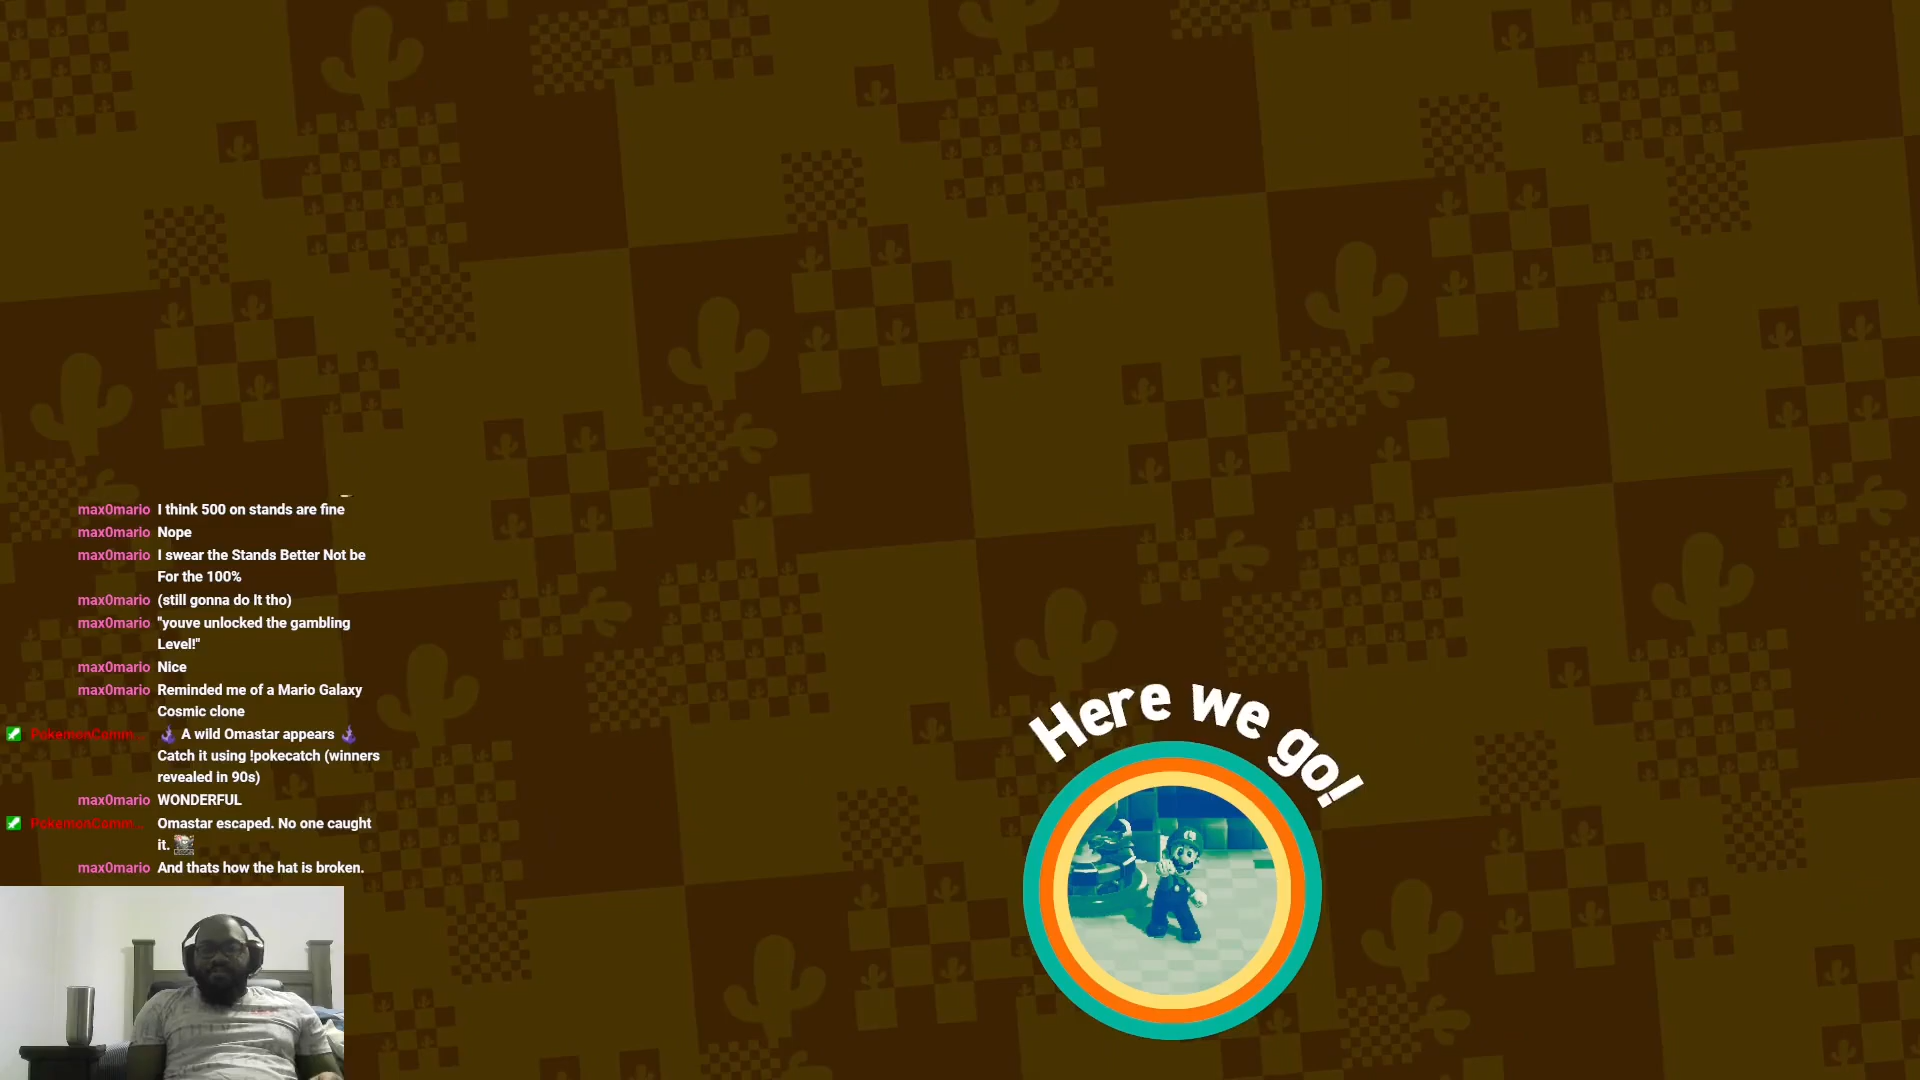 max0mario I think 500 on stands are fine
max0mario Nope
max0mario I swear the Stands Better Not be
For the 100%
max0mario (still gonna do It tho)
max0mario "youve unlocked the gambling
Level!"
max0mario Nice
max0mario Reminded me of a Mario Galaxy
Cosmic clone
PokemonComm... A wild Omastar appears
Catch it using !pokecatch (winners
revealed in 90s)
max0mario WONDERFUL
PokemonComm... Omastar escaped. No one caught
it.
max0mario And thats how the hat is broken.
Here we go!